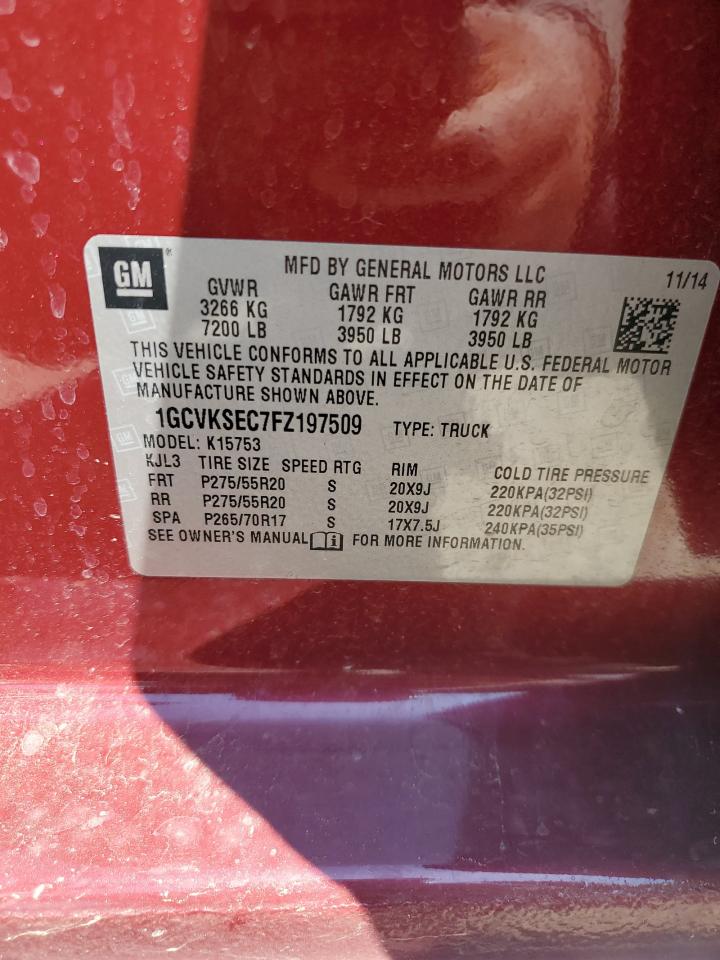 GM
MFD BY GENERAL MOTORS LLC 11/14
GVWR GAWR FRT GAWR RR
3266 KG 1792 KG 1792 KG
7200 LB 3950 LB 3950 LB
THIS VEHICLE CONFORMS TO ALL APPLICABLE U.S. FEDERAL MOTOR
VEHICLE SAFETY STANDARDS IN EFFECT ON THE DATE OF
MANUFACTURE SHOWN ABOVE.
1GCVKSEC7FZ197509 TYPE: TRUCK
MODEL: K15753
KJL3 TIRE SIZE SPEED RTG RIM COLD TIRE PRESSURE
FRT P275/55R20 S 20X9J 220KPA(32PSI)
RR P275/55R20 S 20X9J 220KPA(32PSI)
SPA P265/70R17 S 17X7.5J 240KPA(35PSI)
SEE OWNER'S MANUAL FOR MORE INFORMATION.